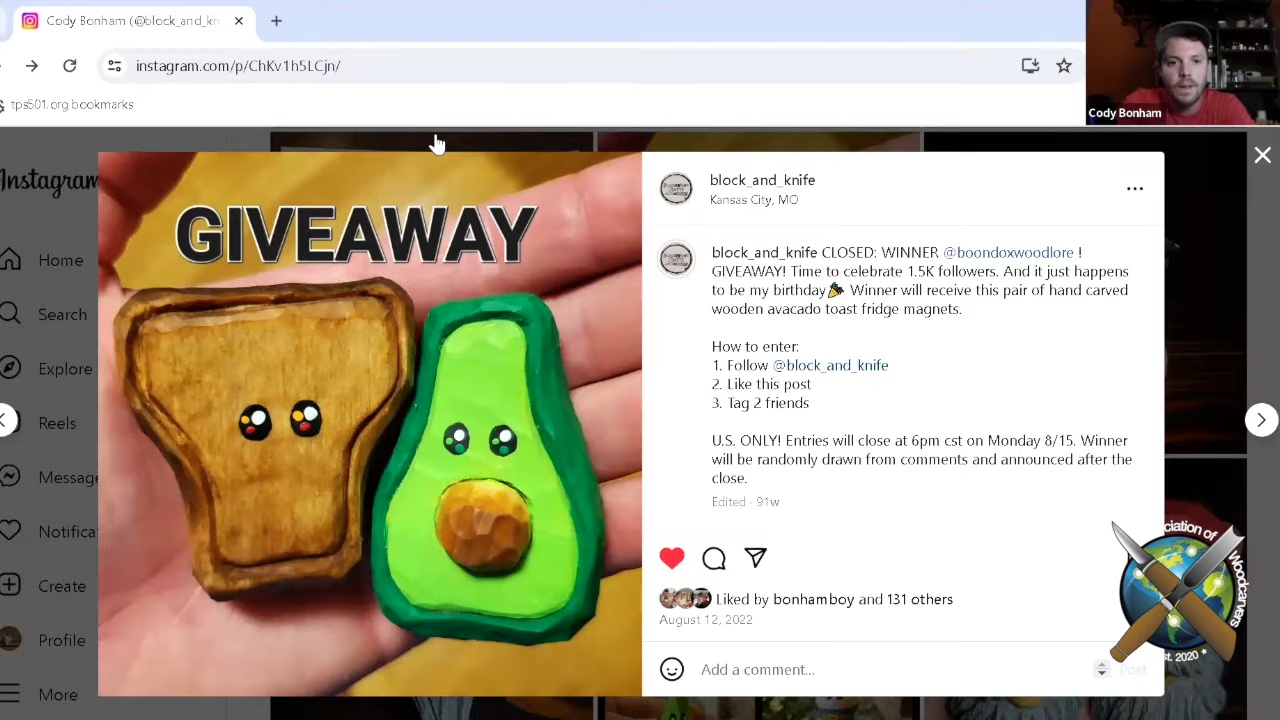 Cody Bonham (@block_and_kn
instagram.com/p/ChKv1h5LCjn/
tps501.org bookmarks
Cody Bonham
Instagram
Home
Search
Explore
Reels
Message
Notifica
Create
Profile
More
GIVEAWAY
block_and_knife
Kansas City, MO
block_and_knife CLOSED: WINNER @boondoxwoodlore !
GIVEAWAY! Time to celebrate 1.5K followers. And it just happens
to be my birthday🎉 Winner will receive this pair of hand carved
wooden avacado toast fridge magnets.
How to enter:
1. Follow @block_and_knife
2. Like this post
3. Tag 2 friends
U.S. ONLY! Entries will close at 6pm cst on Monday 8/15. Winner
will be randomly drawn from comments and announced after the
close.
Edited · 91w
Liked by bonhamboy and 131 others
August 12, 2022
Add a comment...
Post
ciation of
Woodcarvers
st. 2020 *